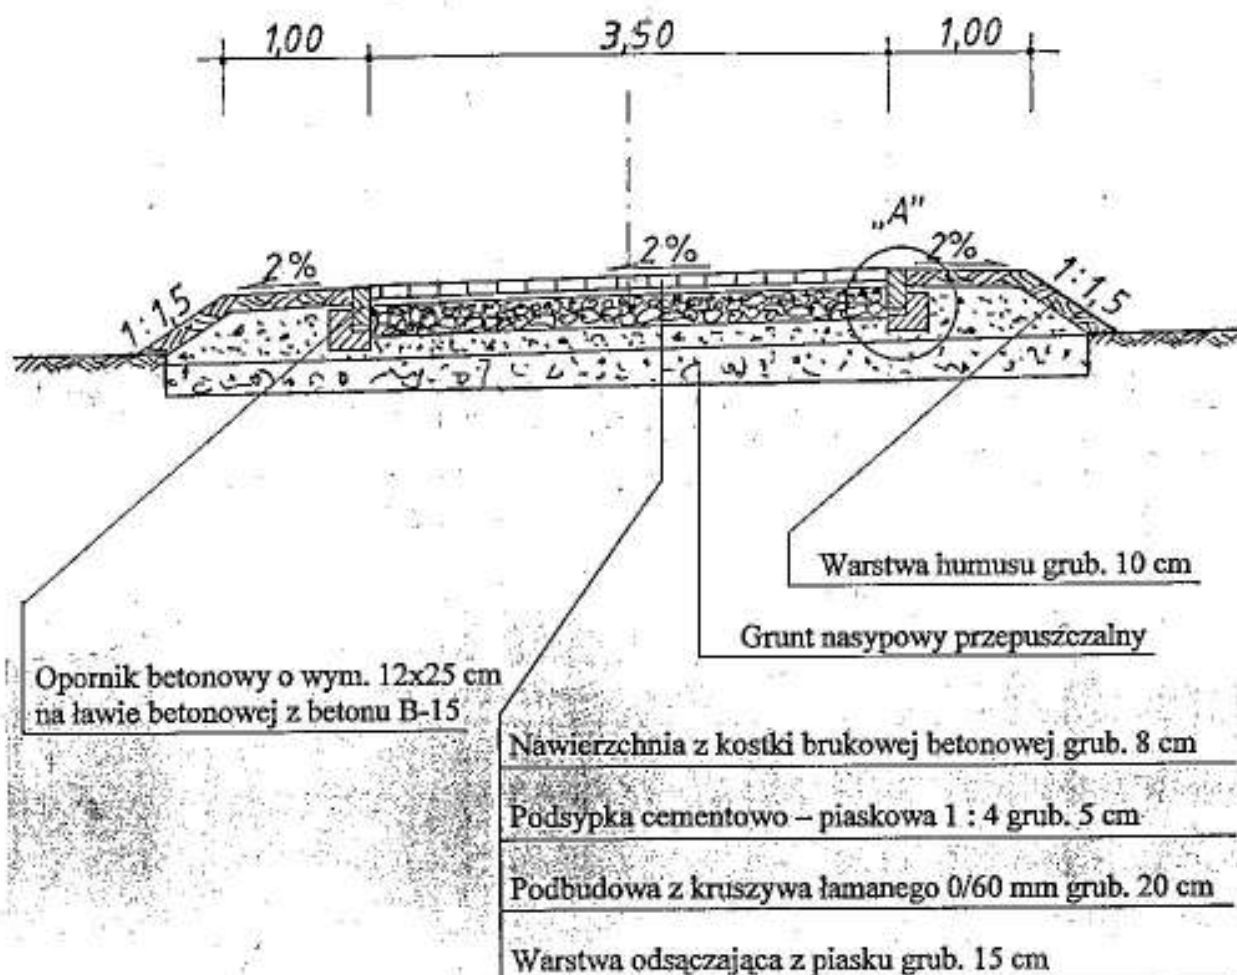 1,00 3,50 1,00
„A”
2% 2% 2%
1:1,5 1:1,5
Warstwa humusu grub. 10 cm
Grunt nasypowy przepuszczalny
Opornik betonowy o wym. 12x25 cm
na ławie betonowej z betonu B-15
Nawierzchnia z kostki brukowej betonowej grub. 8 cm
Podsypka cementowo – piaskowa 1 : 4 grub. 5 cm
Podbudowa z kruszywa łamanego 0/60 mm grub. 20 cm
Warstwa odsączająca z piasku grub. 15 cm